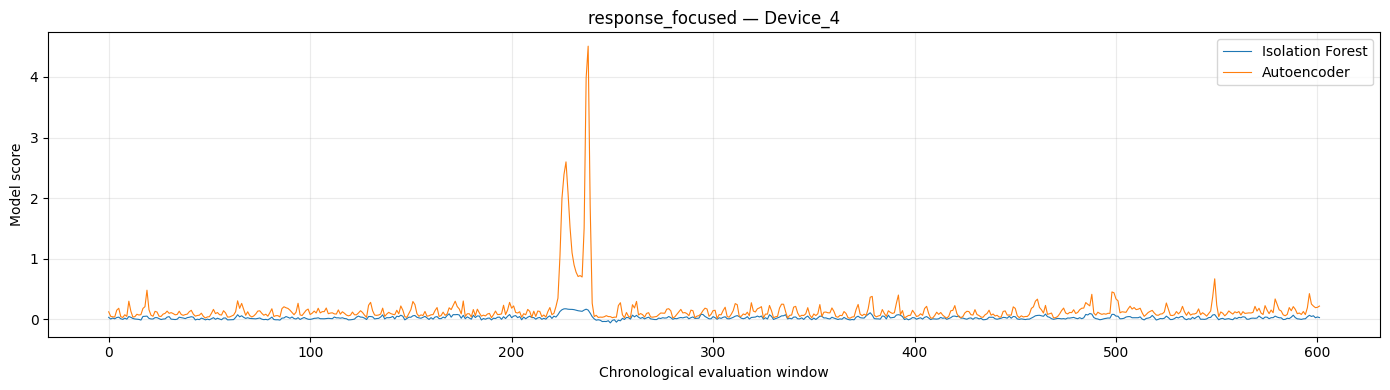 response_focused — Device_4
Isolation Forest
Autoencoder
Model score
4
3
2
1
0
0 100 200 300 400 500 600
Chronological evaluation window